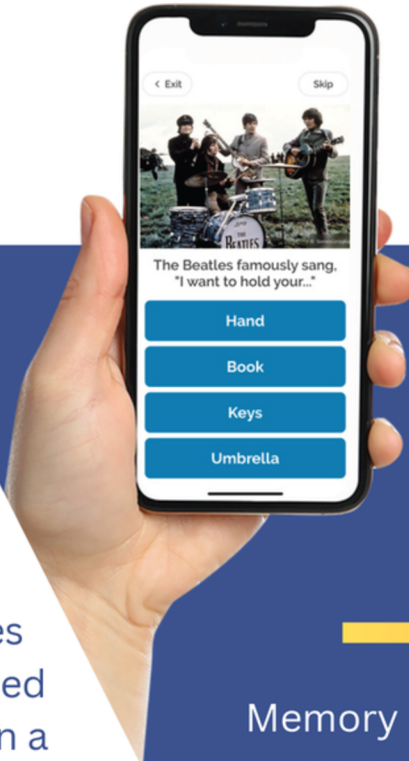 < Exit
Skip
THE
BEATLES
The Beatles famously sang,
"I want to hold your..."
Hand
Book
Keys
Umbrella
es
ed
n a
Memory